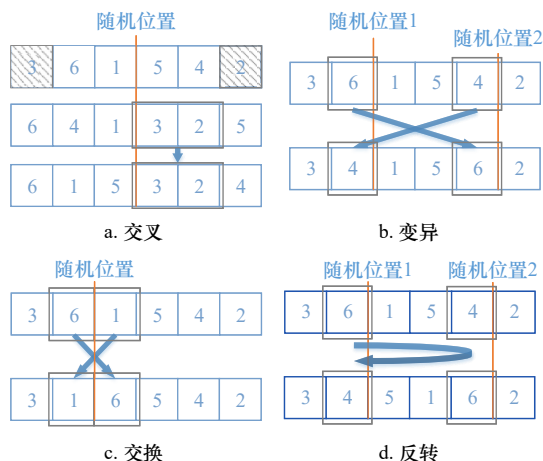 随机位置
3 6 1 5 4 2
6 4 1 3 2 5
6 1 5 3 2 4
a. 交叉
随机位置1
随机位置2
3 6 1 5 4 2
3 4 1 5 6 2
b. 变异
随机位置
3 6 1 5 4 2
3 1 6 5 4 2
c. 交换
随机位置1 随机位置2
3 6 1 5 4 2
3 4 5 1 6 2
d. 反转